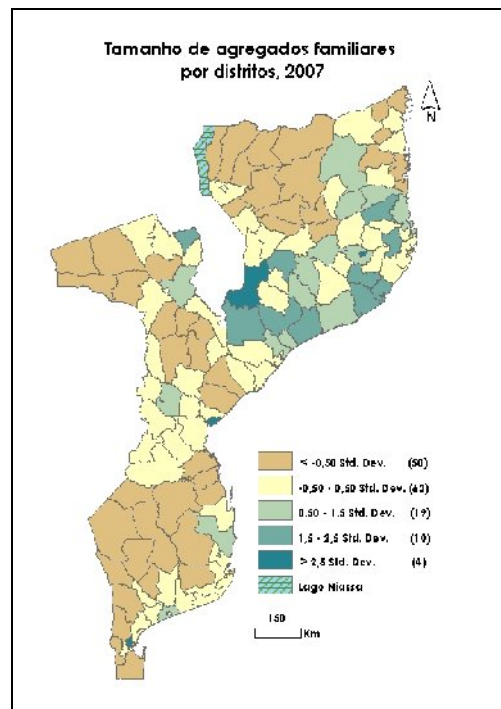 Tamanho de agregados familiares
por distritos, 2007
N
< -0,50 Std. Dev. (50)
-0,50 - 0,50 Std. Dev. (62)
0,50 - 1,5 Std. Dev. (19)
1,5 - 2,5 Std. Dev. (10)
> 2,5 Std. Dev. (4)
Lago Niassa
150
Km